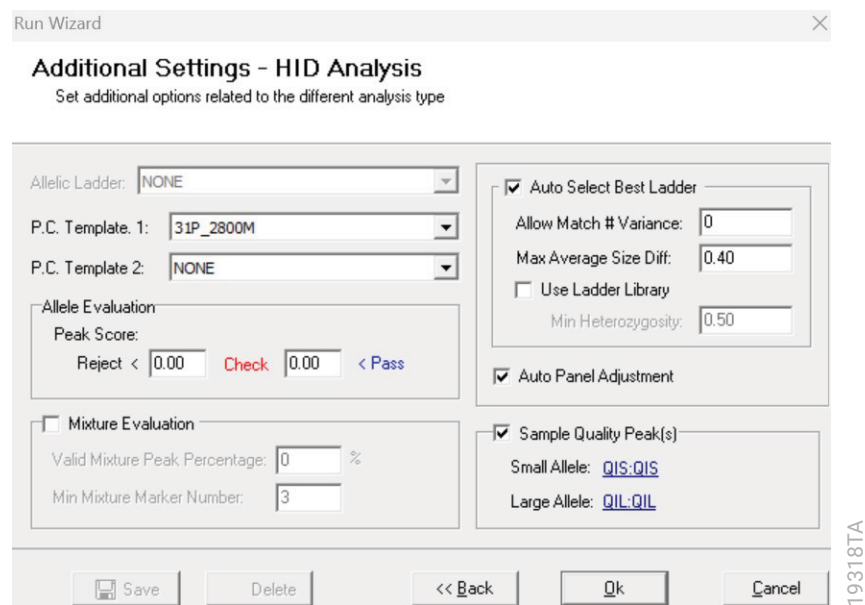 Run Wizard
Additional Settings - HID Analysis
Set additional options related to the different analysis type
Allelic Ladder: NONE
P.C. Template. 1: 31P_2800M
P.C. Template 2: NONE
Allele Evaluation
Peak Score:
Reject < 0.00 Check 0.00 < Pass
Mixture Evaluation
Valid Mixture Peak Percentage: 0 %
Min Mixture Marker Number: 3
Auto Select Best Ladder
Allow Match # Variance: 0
Max Average Size Diff: 0.40
Use Ladder Library
Min Heterozygosity: 0.50
Auto Panel Adjustment
Sample Quality Peak(s)
Small Allele: QIS:QIS
Large Allele: QIL:QIL
Save Delete << Back Ok Cancel
19318TA